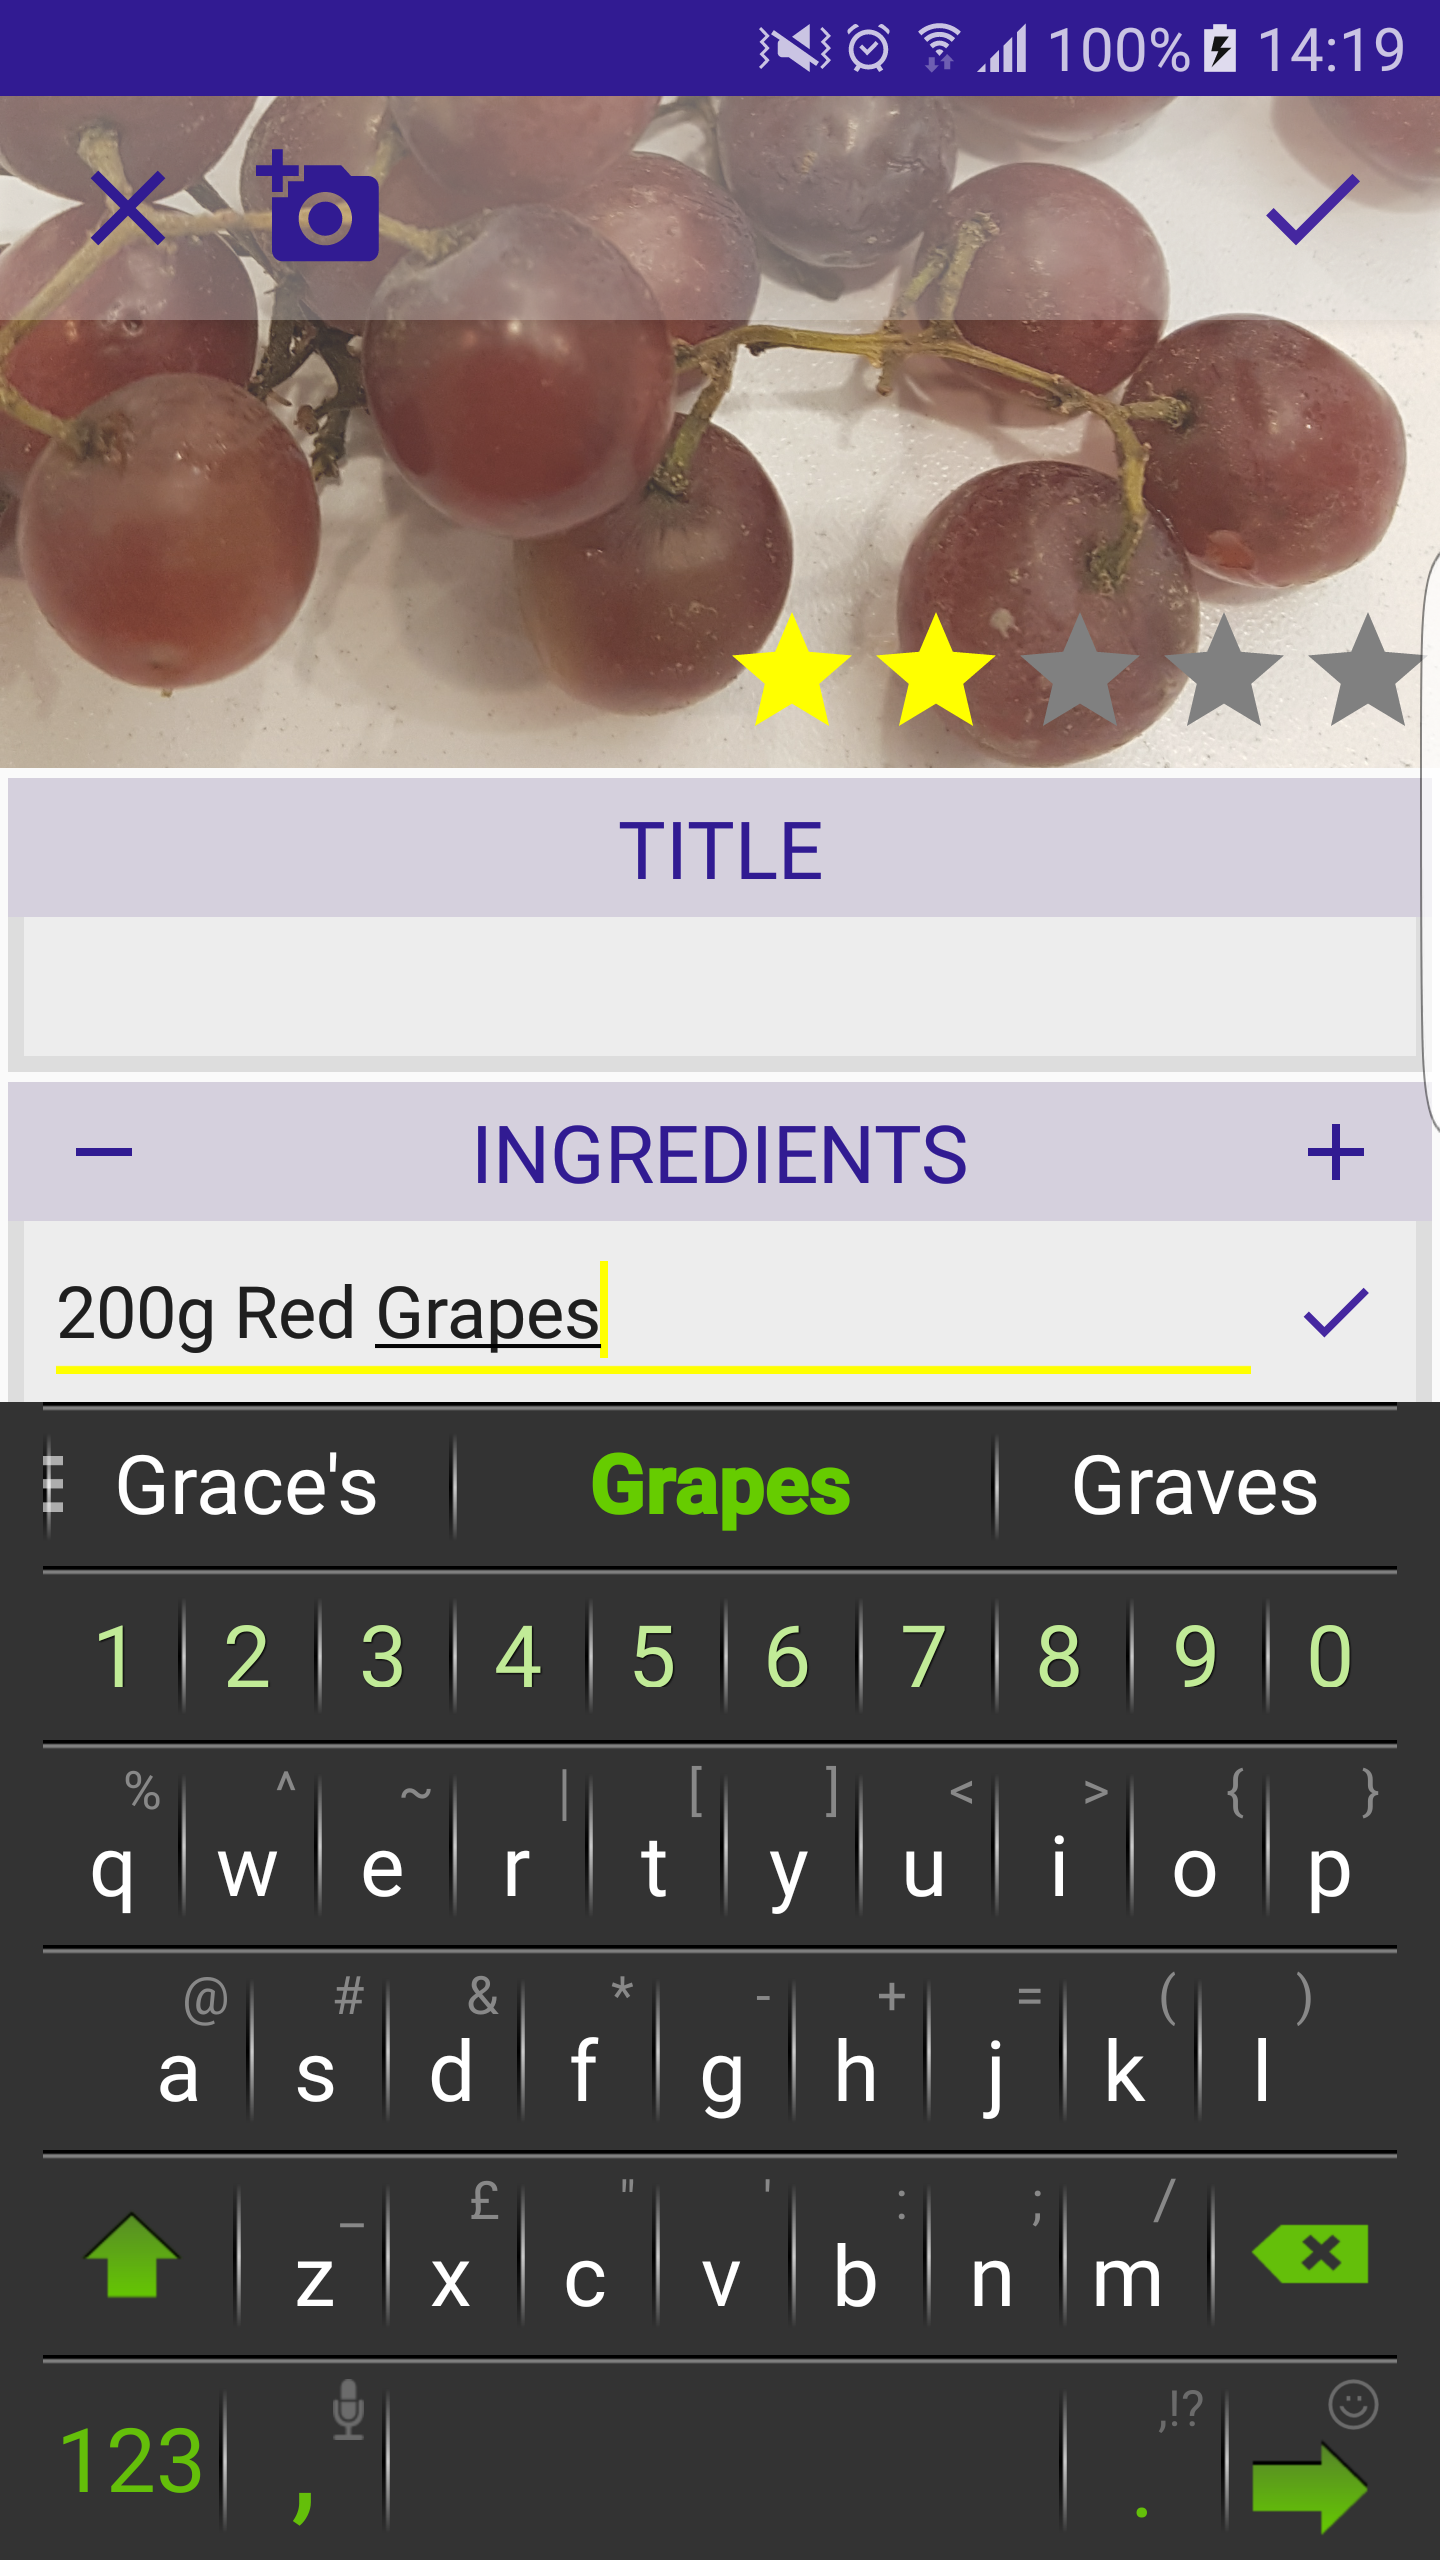 100% 14:19
TITLE
INGREDIENTS
200g Red Grapes
Grace's Grapes Graves
1 2 3 4 5 6 7 8 9 0
% ^ ~ | [ ] < > { }
q w e r t y u i o p
@ # & * - + = ( )
a s d f g h j k l
_ £ " ' : ; /
z x c v b n m
,!?
123 , .